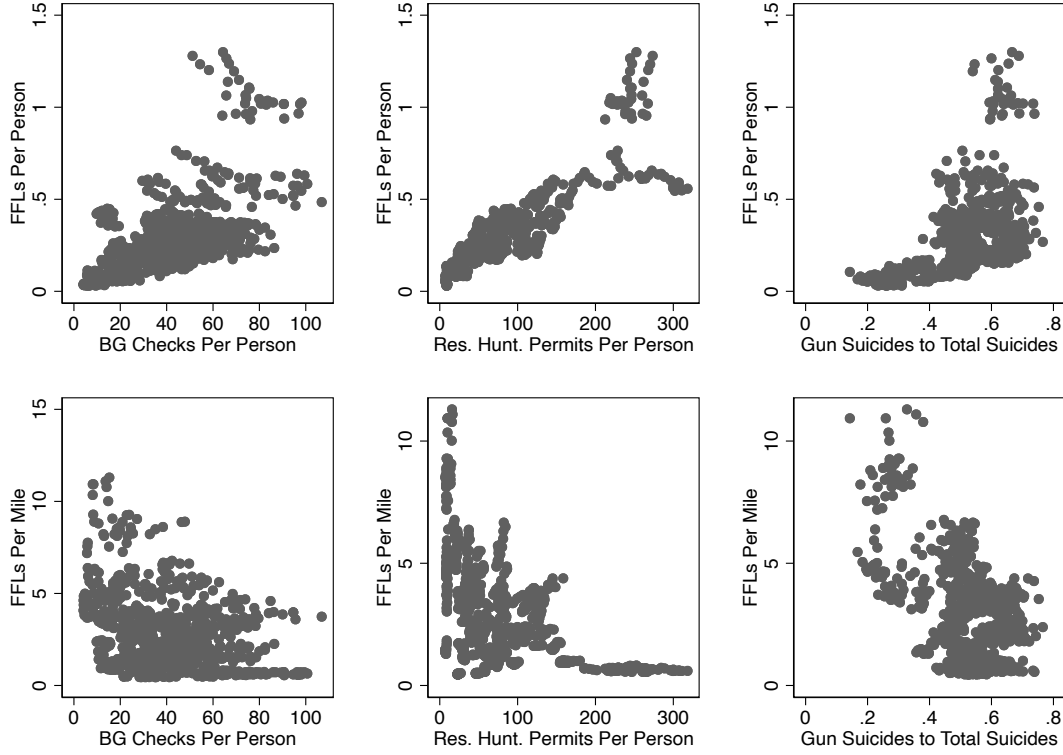 1.5
1
.5
0
FFLs Per Person
0 20 40 60 80 100
BG Checks Per Person
1.5
1
.5
0
FFLs Per Person
0 100 200 300
Res. Hunt. Permits Per Person
1.5
1
.5
0
FFLs Per Person
0 .2 .4 .6 .8
Gun Suicides to Total Suicides
15
10
5
0
FFLs Per Mile
0 20 40 60 80 100
BG Checks Per Person
10
5
0
FFLs Per Mile
0 100 200 300
Res. Hunt. Permits Per Person
10
5
0
FFLs Per Mile
0 .2 .4 .6 .8
Gun Suicides to Total Suicides